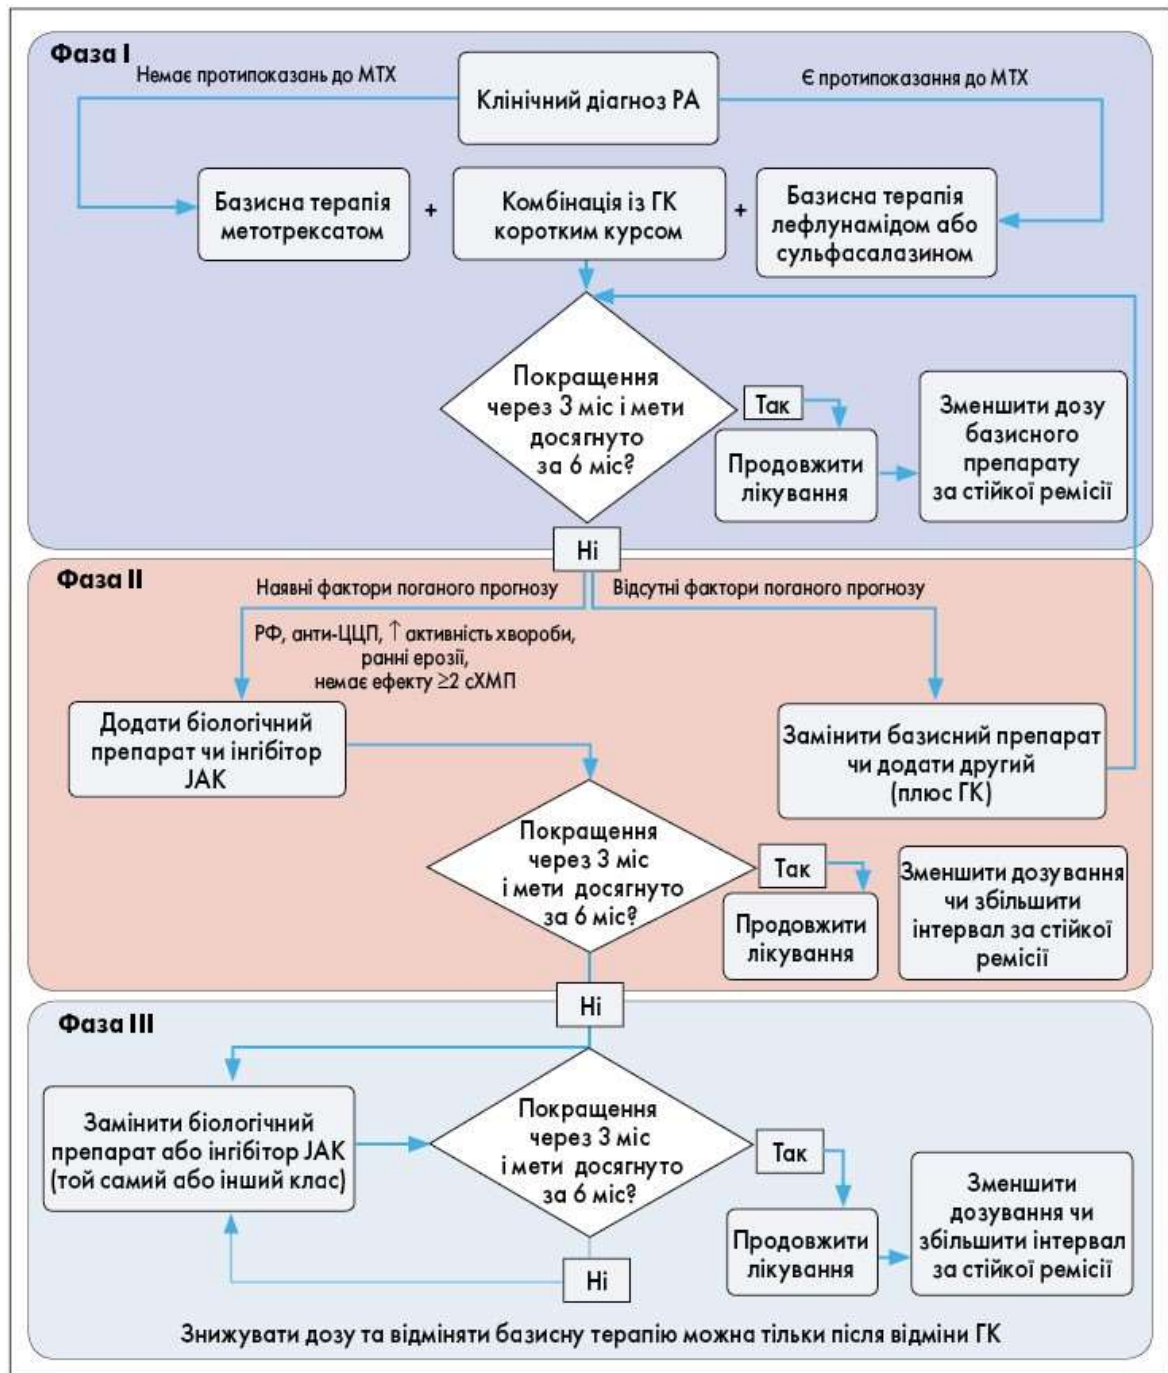 Фаза I
Немає протипоказань до МТХ
Є протипоказання до МТХ
Клінічний діагноз РА
Базисна терапія
метотрексатом
+
Комбінація із ГК
коротким курсом
+
Базисна терапія
лефлунамідом або
сульфасалазином
Покращення
через 3 міс і мети
досягнуто
за 6 міс?
Так
Продовжити
лікування
Зменшити дозу
базисного
препарату
за стійкої ремісії
Ні
Фаза II
Наявні фактори поганого прогнозу
Відсутні фактори поганого прогнозу
РФ, анти-ЦЦП, ↑ активність хвороби,
ранні ерозії,
немає ефекту ≥2 сХМП
Додати біологічний
препарат чи інгібітор
JAK
Замінити базисний препарат
чи додати другий
(плюс ГК)
Покращення
через 3 міс
і мети досягнуто
за 6 міс?
Так
Продовжити
лікування
Зменшити дозування
чи збільшити
інтервал за стійкої
ремісії
Ні
Фаза III
Замінити біологічний
препарат або інгібітор JAK
(той самий або інший клас)
Покращення
через 3 міс
і мети досягнуто
за 6 міс?
Так
Продовжити
лікування
Зменшити
дозування чи
збільшити інтервал
за стійкої ремісії
Ні
Знижувати дозу та відміняти базисну терапію можна тільки після відміни ГК